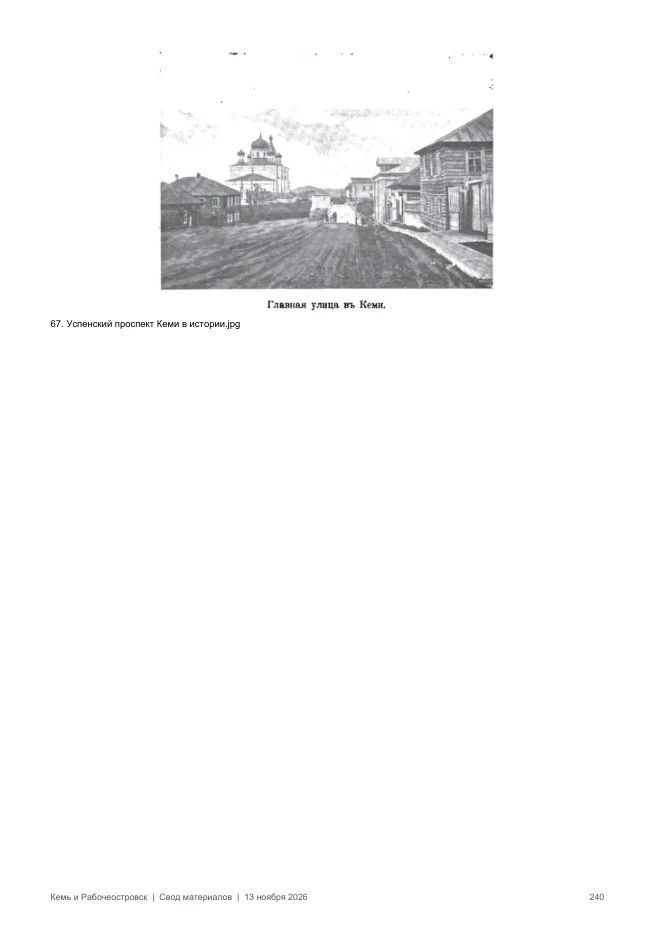 Главная улица въ Кеми.
67. Успенский проспект Кеми в истории.jpg
Кемь и Рабочеостровск | Свод материалов | 13 ноября 2026
240